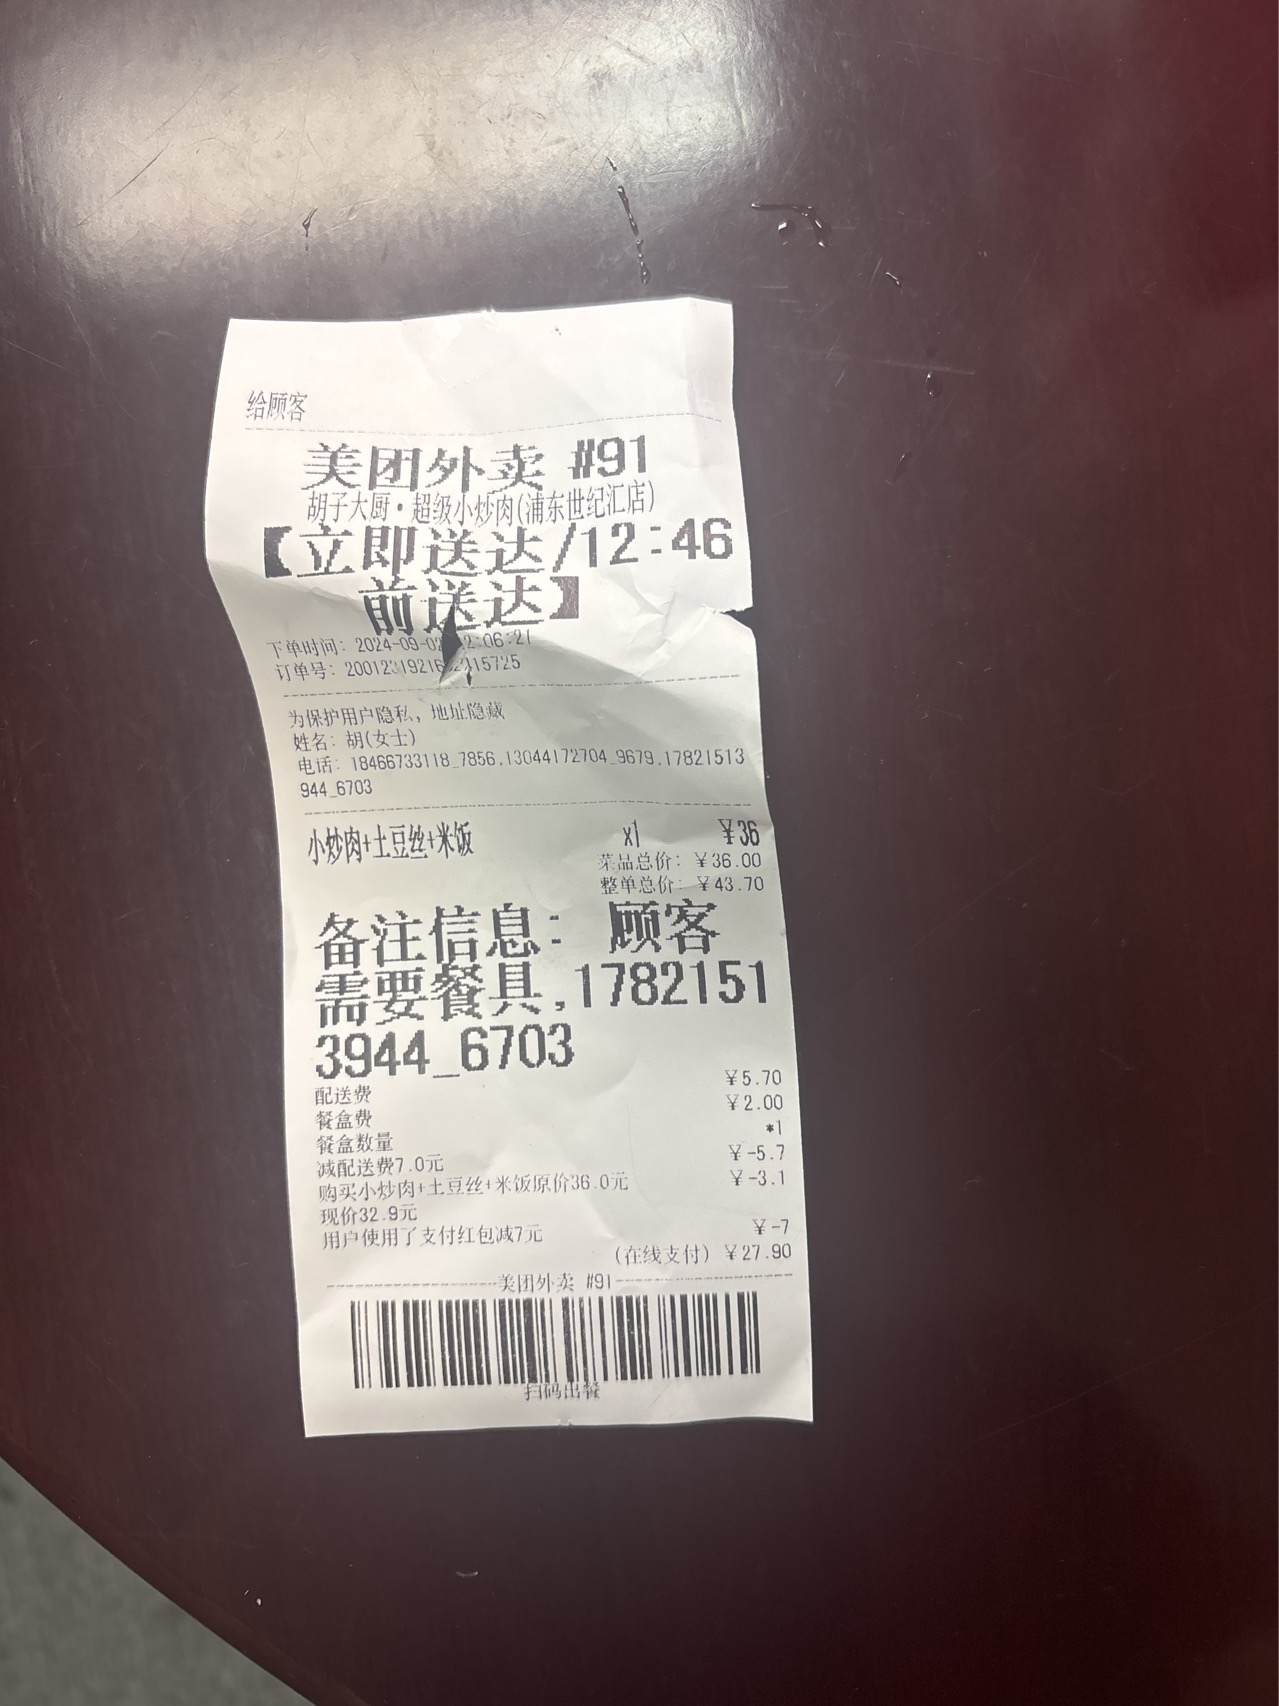 给顾客
美团外卖 #91
胡子大厨·超级小炒肉(浦东世纪汇店)
【立即送达/12:46
前送达】
下单时间: 2024-09-02 2:06:21
订单号:
为保护用户隐私, 地址隐藏
姓名: 胡(女士)
电话: 18466733118_7856,13044172704_9679,17821513
944_6703
小炒肉+土豆丝+米饭 x1 ¥36
菜品总价: ¥36.00
整单总价: ¥43.70
备注信息: 顾客
需要餐具,1782151
3944_6703
配送费 ¥5.70
餐盒费 ¥2.00
餐盒数量 *1
减配送费7.0元 ¥-5.7
购买小炒肉+土豆丝+米饭原价36.0元 ¥-3.1
现价32.9元
用户使用了支付红包减7元 ¥-7
(在线支付) ¥27.90
美团外卖 #91
扫码出餐